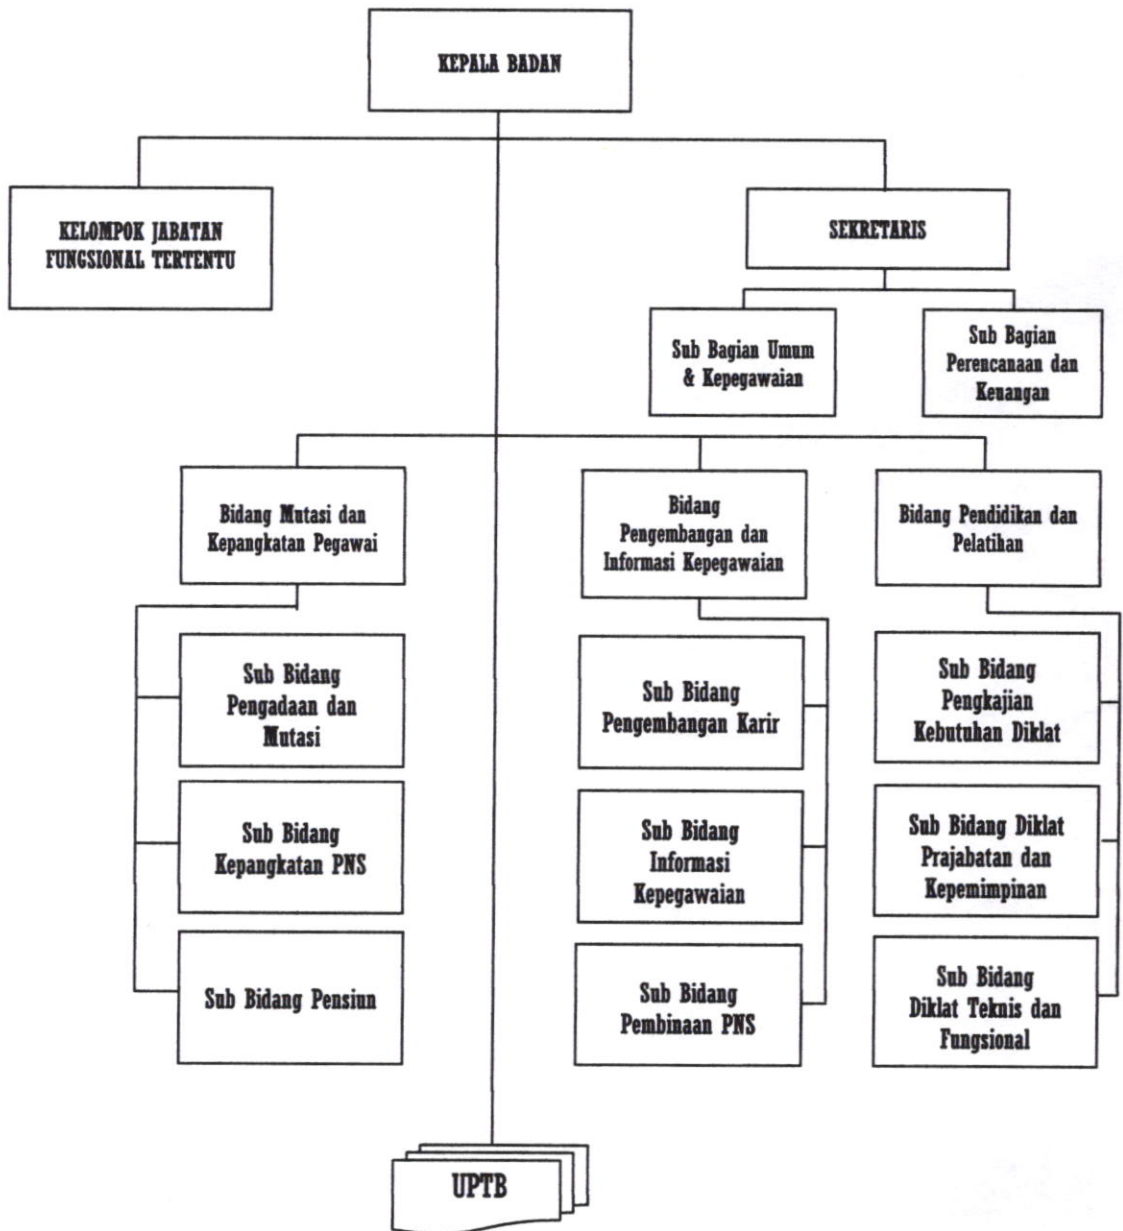 KEPALA BADAN
KELOMPOK JABATAN
FUNGSIONAL TERTENTU
SEKRETARIS
Sub Bagian Umum
& Kepegawaian
Sub Bagian
Perencanaan dan
Keuangan
Bidang Mutasi dan
Kepangkatan Pegawai
Bidang
Pengembangan dan
Informasi Kepegawaian
Bidang Pendidikan dan
Pelatihan
Sub Bidang
Pengadaan dan
Mutasi
Sub Bidang
Kepangkatan PNS
Sub Bidang Pensiun
Sub Bidang
Pengembangan Karir
Sub Bidang
Informasi
Kepegawaian
Sub Bidang
Pembinaan PNS
Sub Bidang
Pengkajian
Kebutuhan Diklat
Sub Bidang Diklat
Prajabatan dan
Kepemimpinan
Sub Bidang
Diklat Teknis dan
Fungsional
UPTB